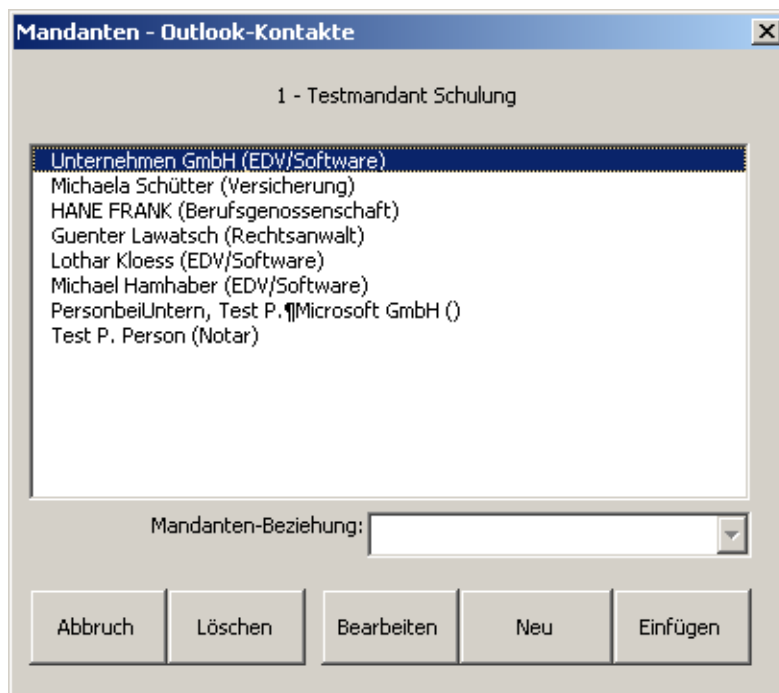 Mandanten - Outlook-Kontakte
1 - Testmandant Schulung
Unternehmen GmbH (EDV/Software)
Michaela Schütter (Versicherung)
HANE FRANK (Berufsgenossenschaft)
Guenter Lawatsch (Rechtsanwalt)
Lothar Kloess (EDV/Software)
Michael Hamhaber (EDV/Software)
PersonbeiUntern, Test P.¶Microsoft GmbH ()
Test P. Person (Notar)
Mandanten-Beziehung:
Abbruch Löschen Bearbeiten Neu Einfügen